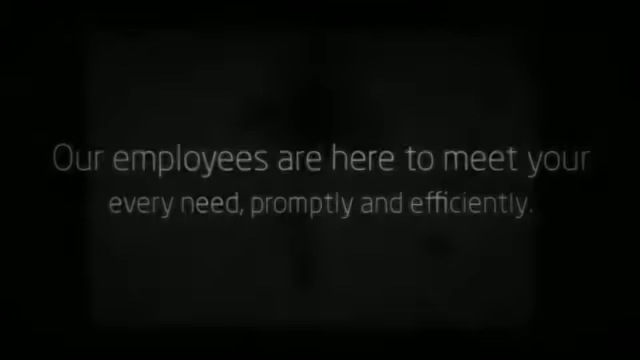 Our employees are here to meet your
every need, promptly and efficiently.